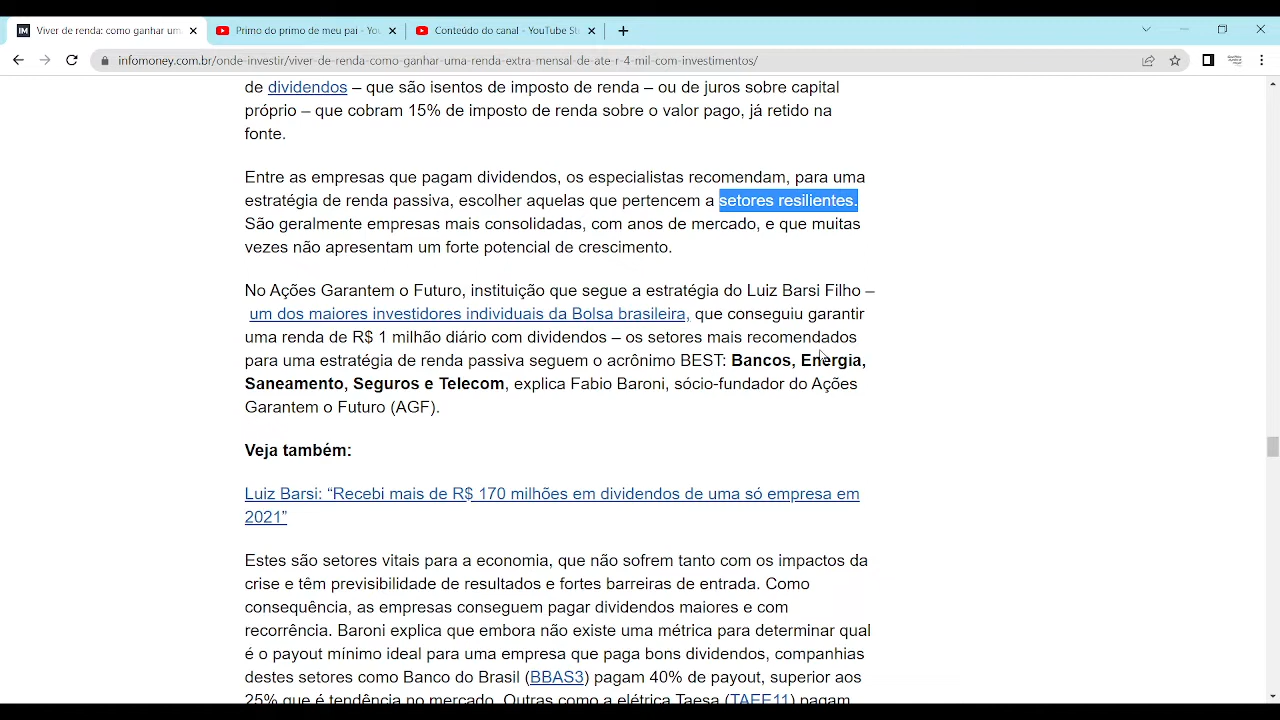 Viver de renda: como ganhar um
Primo do primo de meu pai - You
Conteúdo do canal - YouTube St
infomoney.com.br/onde-investir/viver-de-renda-como-ganhar-uma-renda-extra-mensal-de-ate-r-4-mil-com-investimentos/
de dividendos – que são isentos de imposto de renda – ou de juros sobre capital
próprio – que cobram 15% de imposto de renda sobre o valor pago, já retido na
fonte.
Entre as empresas que pagam dividendos, os especialistas recomendam, para uma
estratégia de renda passiva, escolher aquelas que pertencem a setores resilientes.
São geralmente empresas mais consolidadas, com anos de mercado, e que muitas
vezes não apresentam um forte potencial de crescimento.
No Ações Garantem o Futuro, instituição que segue a estratégia do Luiz Barsi Filho –
um dos maiores investidores individuais da Bolsa brasileira, que conseguiu garantir
uma renda de R$ 1 milhão diário com dividendos – os setores mais recomendados
para uma estratégia de renda passiva seguem o acrônimo BEST: Bancos, Energia,
Saneamento, Seguros e Telecom, explica Fabio Baroni, sócio-fundador do Ações
Garantem o Futuro (AGF).
Veja também:
Luiz Barsi: “Recebi mais de R$ 170 milhões em dividendos de uma só empresa em
2021”
Estes são setores vitais para a economia, que não sofrem tanto com os impactos da
crise e têm previsibilidade de resultados e fortes barreiras de entrada. Como
consequência, as empresas conseguem pagar dividendos maiores e com
recorrência. Baroni explica que embora não existe uma métrica para determinar qual
é o payout mínimo ideal para uma empresa que paga bons dividendos, companhias
destes setores como Banco do Brasil (BBAS3) pagam 40% de payout, superior aos
25% que é tendência no mercado. Outras como a elétrica Taesa (TAEE11) pagam